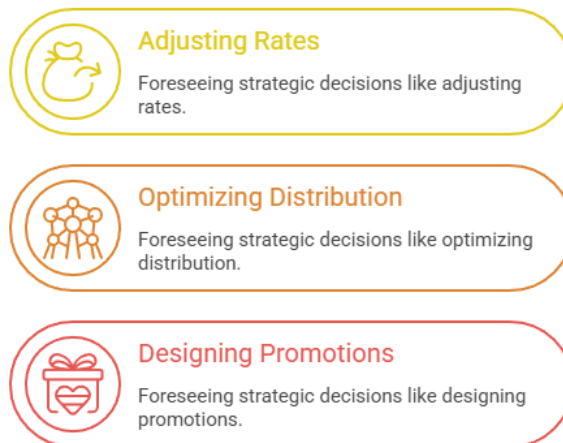 Adjusting Rates
Foreseeing strategic decisions like adjusting
rates.
Optimizing Distribution
Foreseeing strategic decisions like optimizing
distribution.
Designing Promotions
Foreseeing strategic decisions like designing
promotions.